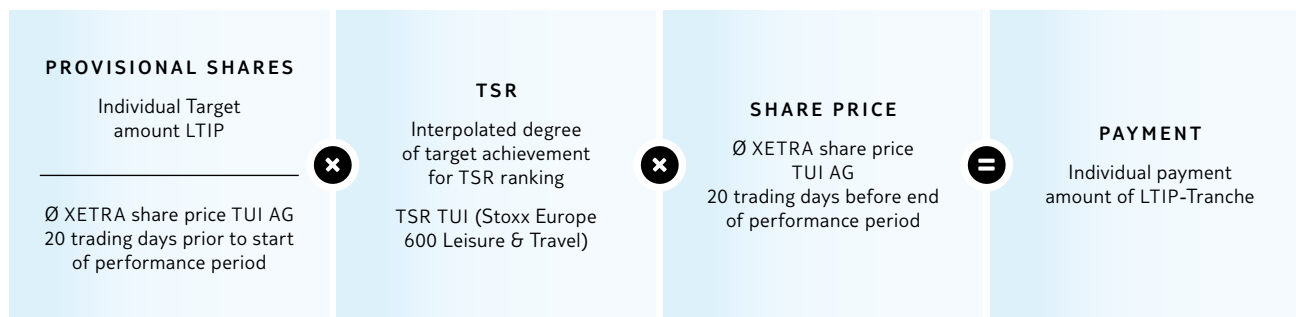 PROVISIONAL SHARES
Individual Target
amount LTIP
Ø XETRA share price TUI AG
20 trading days prior to start
of performance period
×
TSR
Interpolated degree
of target achievement
for TSR ranking
TSR TUI (Stoxx Europe
600 Leisure & Travel)
×
SHARE PRICE
Ø XETRA share price
TUI AG
20 trading days before end
of performance period
=
PAYMENT
Individual payment
amount of LTIP-Tranche